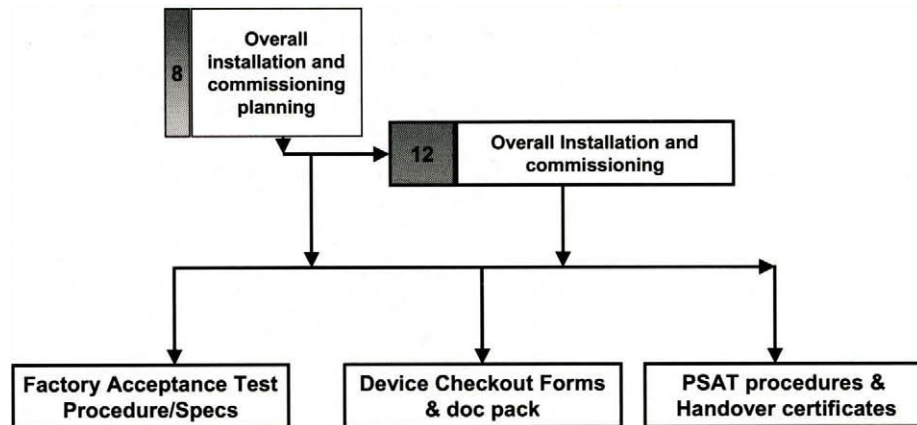 8
Overall
installation and
commissioning
planning
12
Overall Installation and
commissioning
Factory Acceptance Test
Procedure/Specs
Device Checkout Forms
& doc pack
PSAT procedures &
Handover certificates